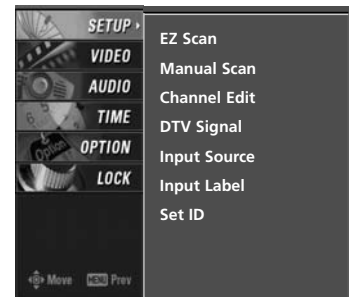 SETUP
VIDEO
AUDIO
TIME
OPTION
LOCK
Move MENU Prev
EZ Scan
Manual Scan
Channel Edit
DTV Signal
Input Source
Input Label
Set ID